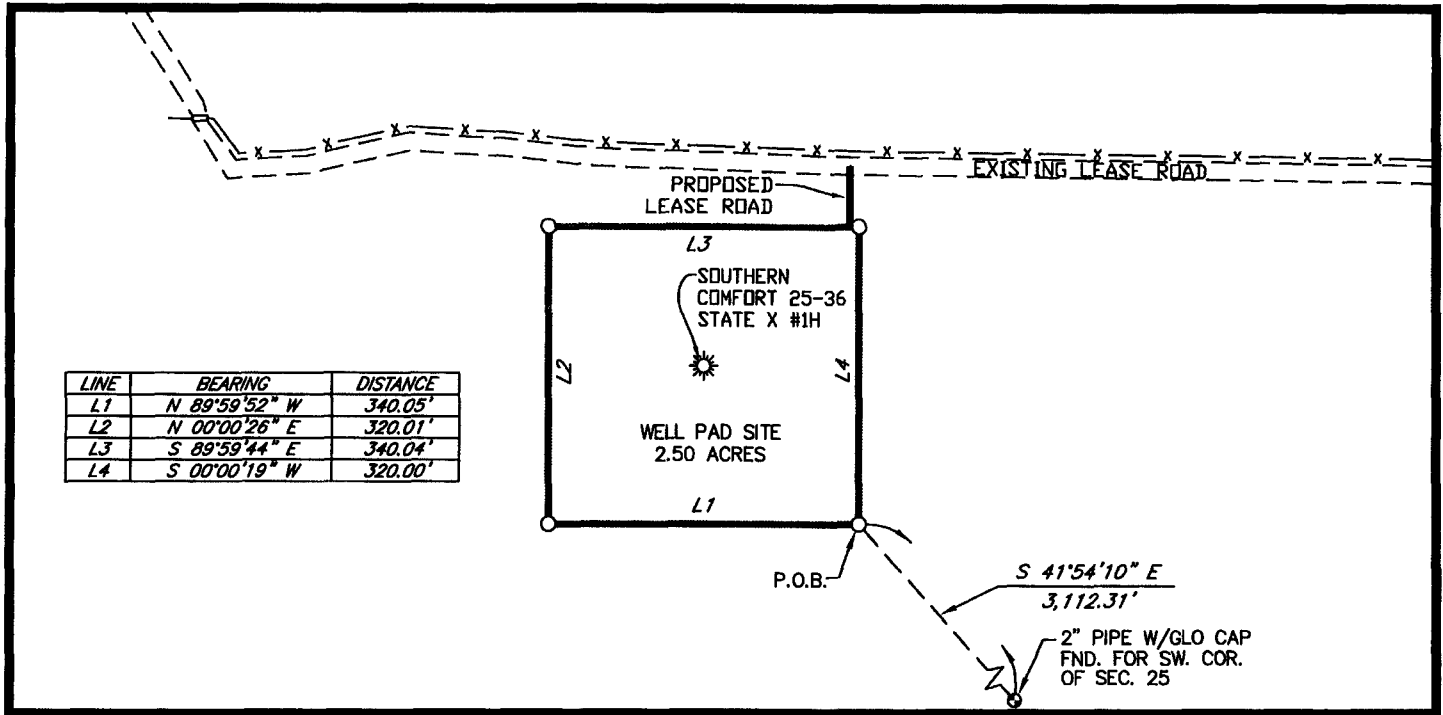 EXISTING LEASE ROAD
PROPOSED
LEASE ROAD
L3
SOUTHERN
COMFORT 25-36
STATE X #1H
L2
L4
LINE BEARING DISTANCE
L1 N 89°59'52" W 340.05'
L2 N 00°00'26" E 320.01'
L3 S 89°59'44" E 340.04'
L4 S 00°00'19" W 320.00'
WELL PAD SITE
2.50 ACRES
L1
P.O.B.
S 41°54'10" E
3,112.31'
2" PIPE W/GLO CAP
FND. FOR SW. COR.
OF SEC. 25